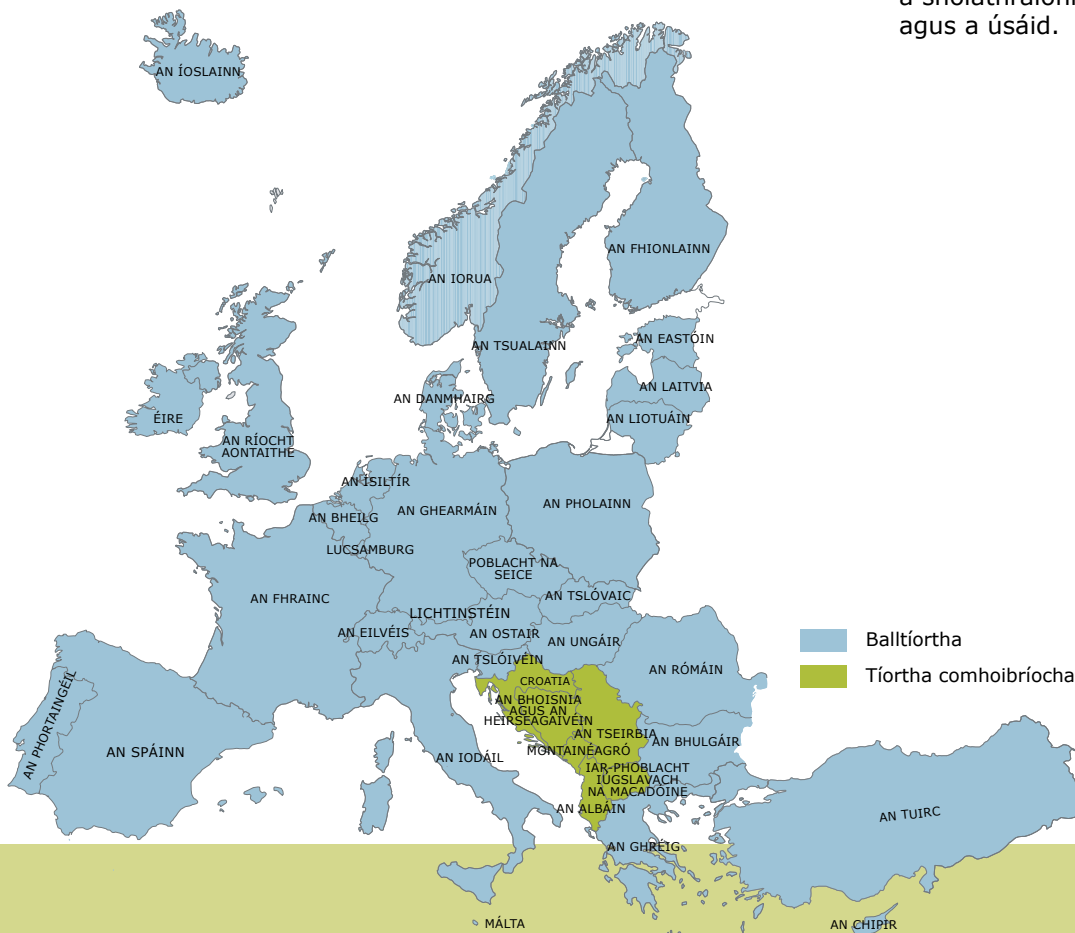 agus a úsáid.
AN ÍOSLAINN
AN FHIONLAINN
AN IORUA
AN TSUALAINN
AN EASTÓIN
AN LAITVIA
AN DANMHAIRG
AN LIOTUÁIN
ÉIRE
AN RÍOCHT
AONTAITHE
AN ÍSILTÍR
AN PHOLAINN
AN BHEILG
AN GHEARMÁIN
LUCSAMBURG
POBLACHT NA
SEICE
AN FHRAINC
AN TSLÓVAIC
LICHTINSTÉIN
AN EILVÉIS
AN OSTAIR
AN UNGÁIR
Balltíortha
AN TSLÓIVÉIN
AN RÓMÁIN
Tíortha comhoibríocha
CROATIA
AN BHOISNIA
AGUS AN
HEIRSEAGAIVÉIN
AN PHORTAINGÉIL
AN SPÁINN
AN TSEIRBIA
AN BHULGÁIR
AN IODÁIL
MONTAINÉAGRÓ
IAR-PHOBLACHT
IÚGSLAVACH
NA MACADÓINE
AN ALBÁIN
AN TUIRC
AN GHRÉIG
MÁLTA
AN CHIPIR